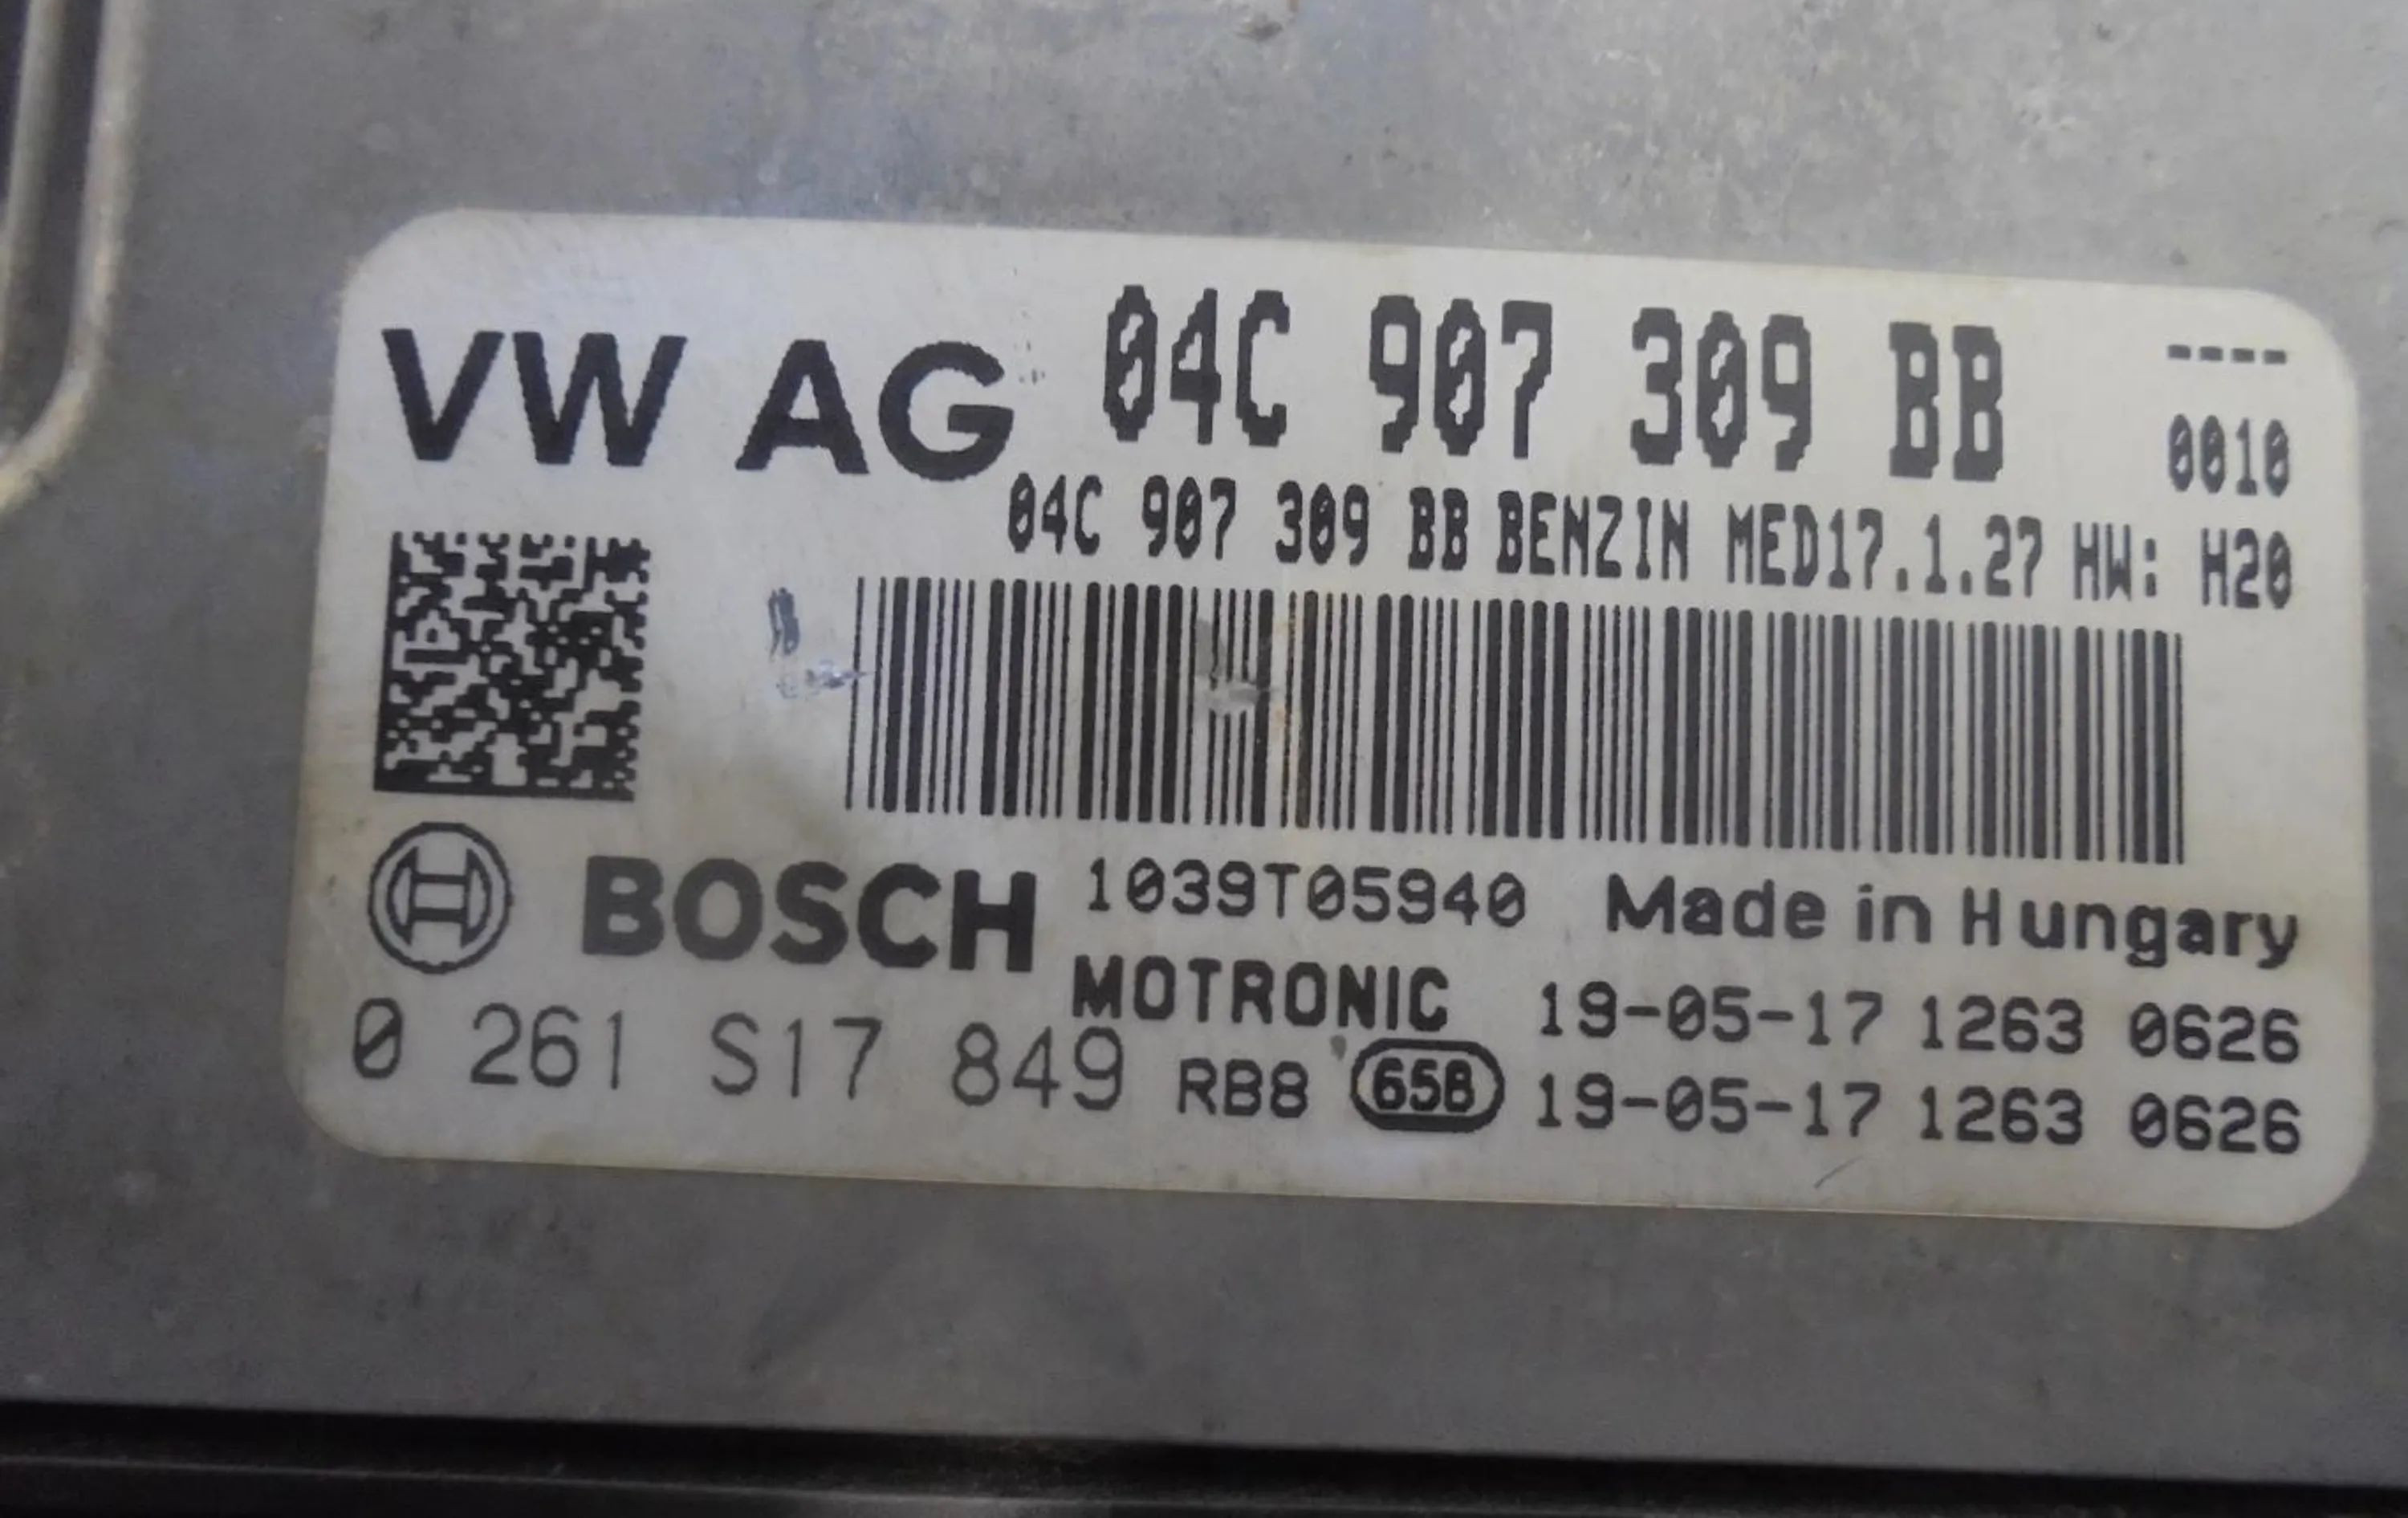 VW AG 04C 907 309 BB ----
0010
04C 907 309 BB BENZIN MED17.1.27 HW: H20
BOSCH 1039T05940 Made in Hungary
MOTRONIC 19-05-17 1263 0626
0 261 S17 849 RB8 65B 19-05-17 1263 0626